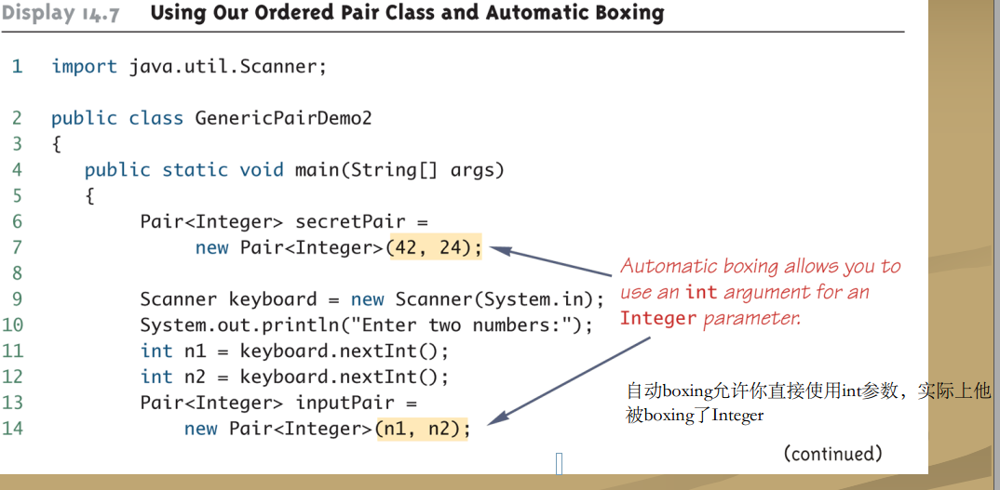 Display 14.7 Using Our Ordered Pair Class and Automatic Boxing
1 import java.util.Scanner;
2 public class GenericPairDemo2
3 {
4 public static void main(String[] args)
5 {
6 Pair<Integer> secretPair =
7 new Pair<Integer>(42, 24);
8
9 Scanner keyboard = new Scanner(System.in);
10 System.out.println("Enter two numbers:");
11 int n1 = keyboard.nextInt();
12 int n2 = keyboard.nextInt();
13 Pair<Integer> inputPair =
14 new Pair<Integer>(n1, n2);
Automatic boxing allows you to
use an int argument for an
Integer parameter.
自动boxing允许你直接使用int参数，实际上他
被boxing了Integer
(continued)